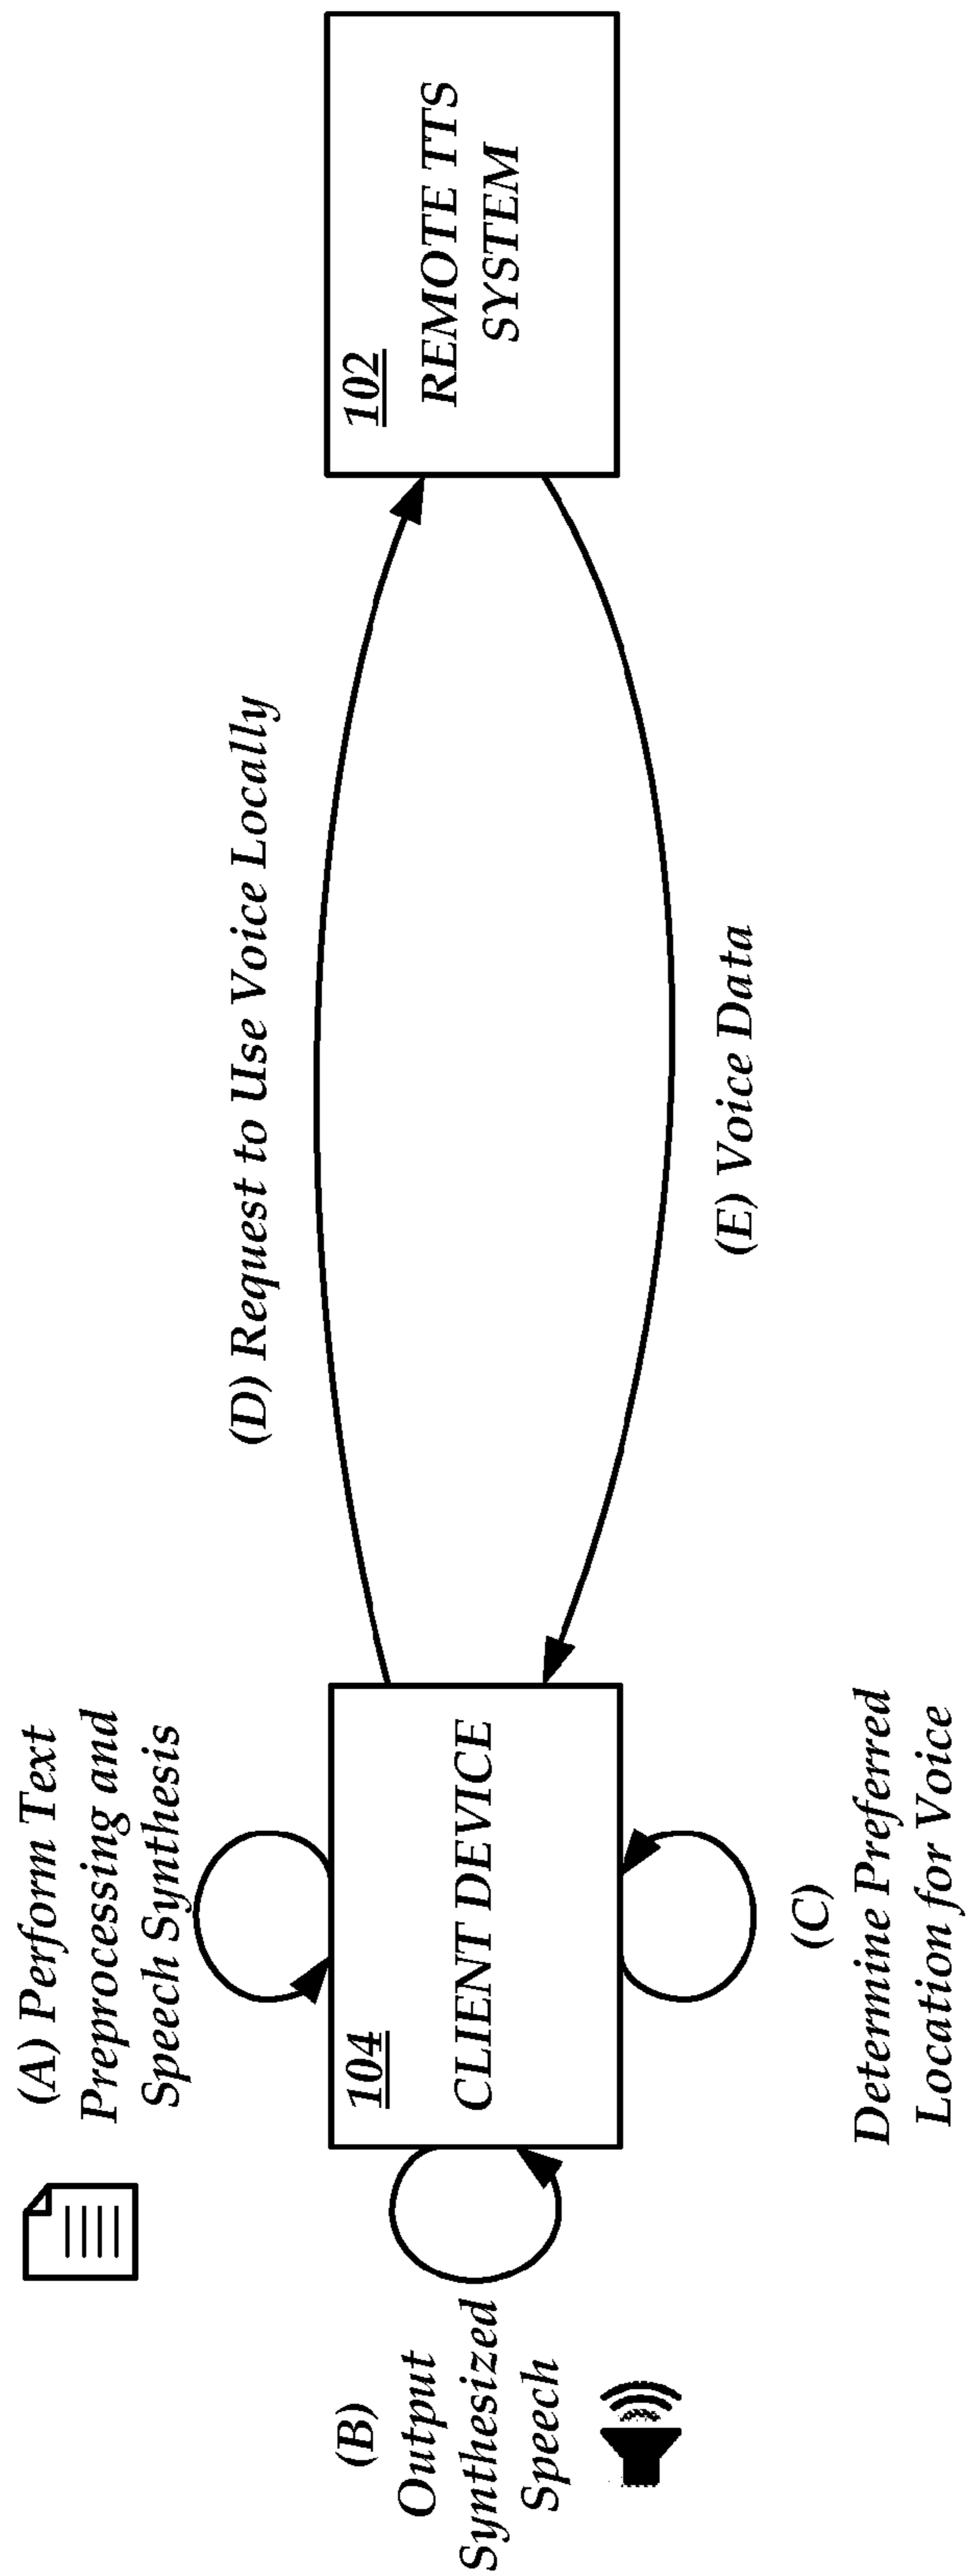 (A) Perform Text
Preprocessing and
Speech Synthesis
(D) Request to Use Voice Locally
104
CLIENT DEVICE
102
REMOTE TTS
SYSTEM
(B)
Output
Synthesized
Speech
(E) Voice Data
(C)
Determine Preferred
Location for Voice